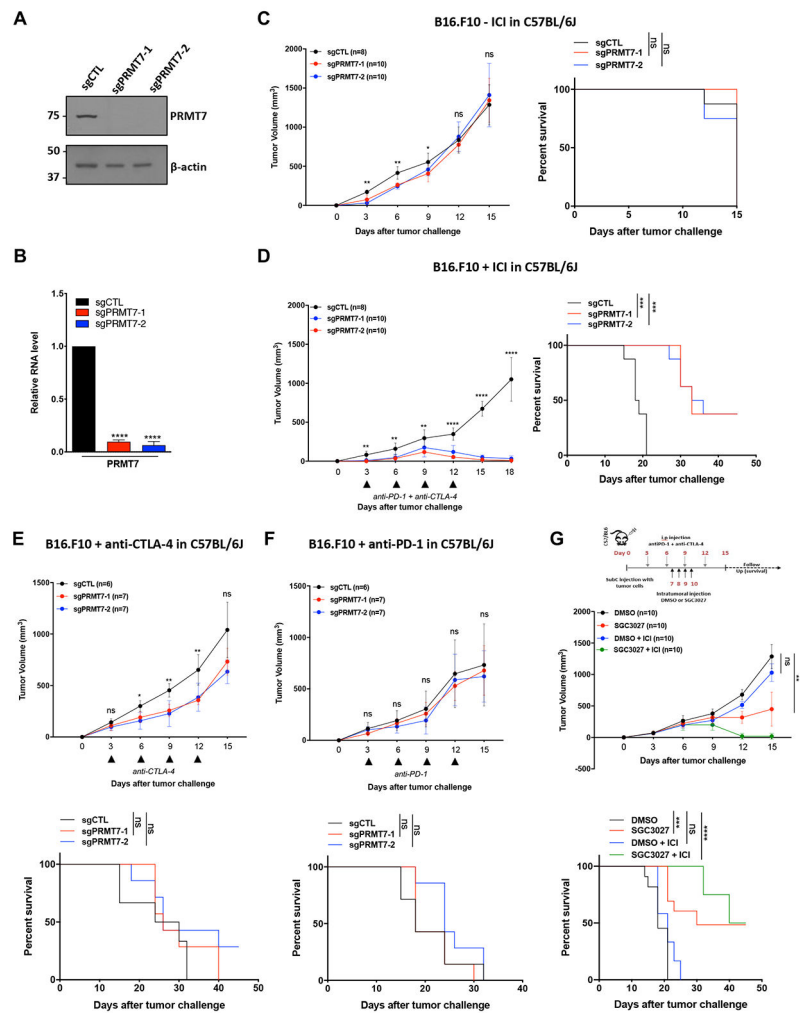 A
sgCTL
sgPRMT7-1
sgPRMT7-2
75
PRMT7
50
37
β-actin
B
sgCTL
sgPRMT7-1
sgPRMT7-2
Relative RNA level
1.5
1.0
0.5
0.0
**** ****
PRMT7
C
B16.F10 - ICI in C57BL/6J
sgCTL (n=8)
sgPRMT7-1 (n=10)
sgPRMT7-2 (n=10)
Tumor Volume (mm3)
2000
1500
1000
500
0
** ** * ns ns
0 3 6 9 12 15
Days after tumor challenge
sgCTL
sgPRMT7-1
sgPRMT7-2
ns ns
Percent survival
100
50
0
0 5 10 15
Days after tumor challenge
D
B16.F10 + ICI in C57BL/6J
sgCTL (n=8)
sgPRMT7-1 (n=10)
sgPRMT7-2 (n=10)
Tumor Volume (mm3)
2000
1500
1000
500
0
** ** ** **** **** ****
0 3 6 9 12 15 18
anti-PD-1 + anti-CTLA-4
Days after tumor challenge
sgCTL
sgPRMT7-1
sgPRMT7-2
*** ***
Percent survival
100
50
0
0 10 20 30 40 50
Days after tumor challenge
E
B16.F10 + anti-CTLA-4 in C57BL/6J
sgCTL (n=6)
sgPRMT7-1 (n=7)
sgPRMT7-2 (n=7)
Tumor Volume (mm3)
2000
1500
1000
500
0
ns * ** ** ns
0 3 6 9 12 15
anti-CTLA-4
Days after tumor challenge
sgCTL
sgPRMT7-1
sgPRMT7-2
ns ns
Percent survival
100
50
0
0 10 20 30 40 50
Days after tumor challenge
F
B16.F10 + anti-PD-1 in C57BL/6J
sgCTL (n=6)
sgPRMT7-1 (n=7)
sgPRMT7-2 (n=7)
Tumor Volume (mm3)
2000
1500
1000
500
0
ns ns ns ns ns
0 3 6 9 12 15
anti-PD-1
Days after tumor challenge
sgCTL
sgPRMT7-1
sgPRMT7-2
ns ns
Percent survival
100
50
0
0 10 20 30 40
Days after tumor challenge
G
C57/BL6
i.p injection
antiPD-1 + anti-CTLA-4
Day 0 3 6 9 12 15
Follow
Up (survival)
SubC injection with
tumor cells
7 8 9 10
Intratumoral injection
DMSO or SGC3027
DMSO (n=10)
SGC3027 (n=10)
DMSO + ICI (n=10)
SGC3027 + ICI (n=10)
Tumor Volume (mm3)
2000
1500
1000
500
0
-500
ns
**
0 3 6 9 12 15
Days after tumor challenge
DMSO
SGC3027
DMSO + ICI
SGC3027 + ICI
*** ns ****
Percent survival
100
50
0
0 10 20 30 40 50
Days after tumor challenge